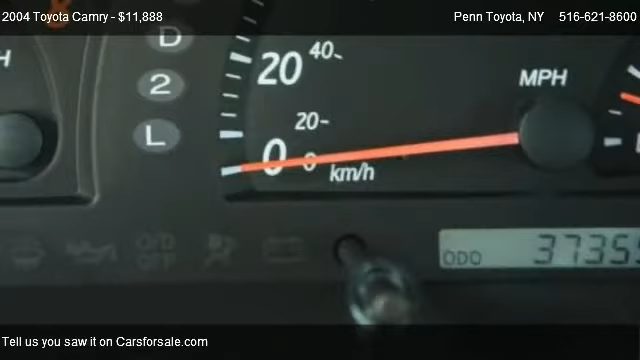 2004 Toyota Camry - $11,888
Penn Toyota, NY 516-621-8600
D
2
L
40
20
20
0
0
MPH
km/h
O/D
OFF
ODO
Tell us you saw it on Carsforsale.com